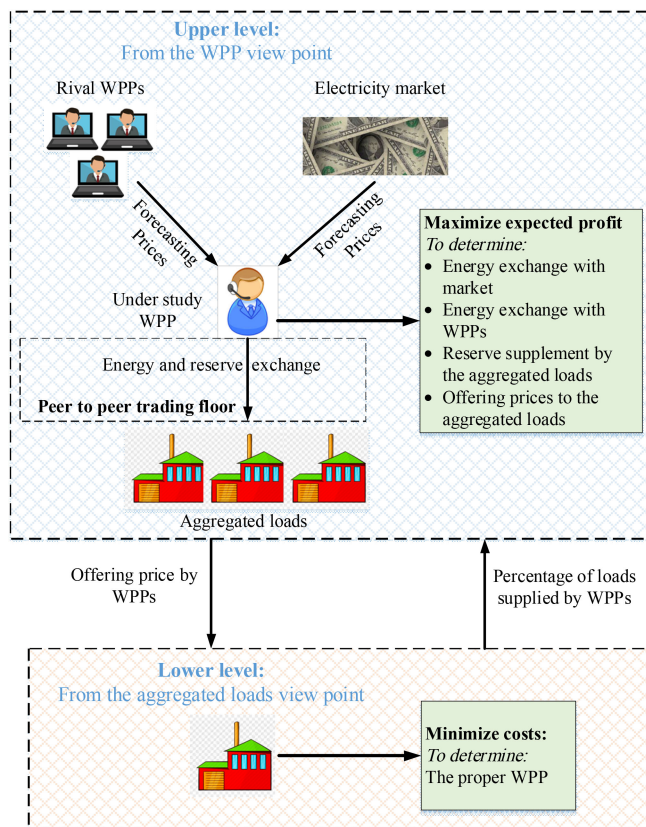 Upper level:
From the WPP view point
Rival WPPs
Electricity market
Forecasting
Prices
Forecasting
Prices
Under study
WPP
Maximize expected profit
To determine:
• Energy exchange with
market
• Energy exchange with
WPPs
• Reserve supplement by
the aggregated loads
• Offering prices to the
aggregated loads
Energy and reserve exchange
Peer to peer trading floor
Aggregated loads
Offering price by
WPPs
Percentage of loads
supplied by WPPs
Lower level:
From the aggregated loads view point
Minimize costs:
To determine:
The proper WPP